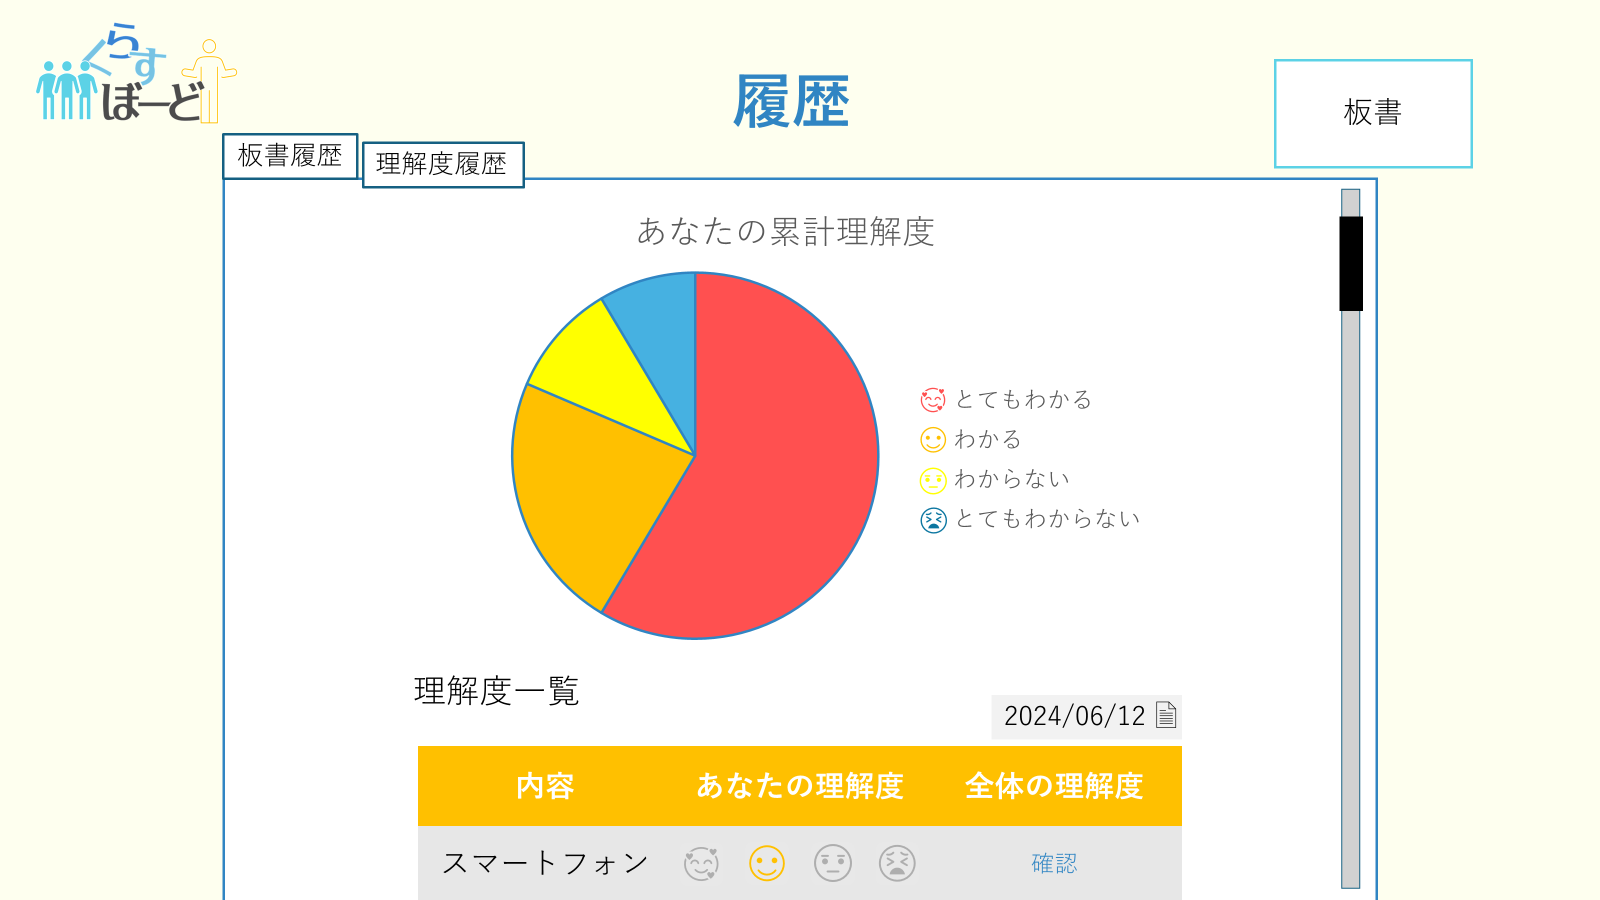 くらす
ぼーど
履歴
板書
板書履歴
理解度履歴
あなたの累計理解度
とてもわかる
わかる
わからない
とてもわからない
理解度一覧
2024/06/12
内容 あなたの理解度 全体の理解度
スマートフォン 確認